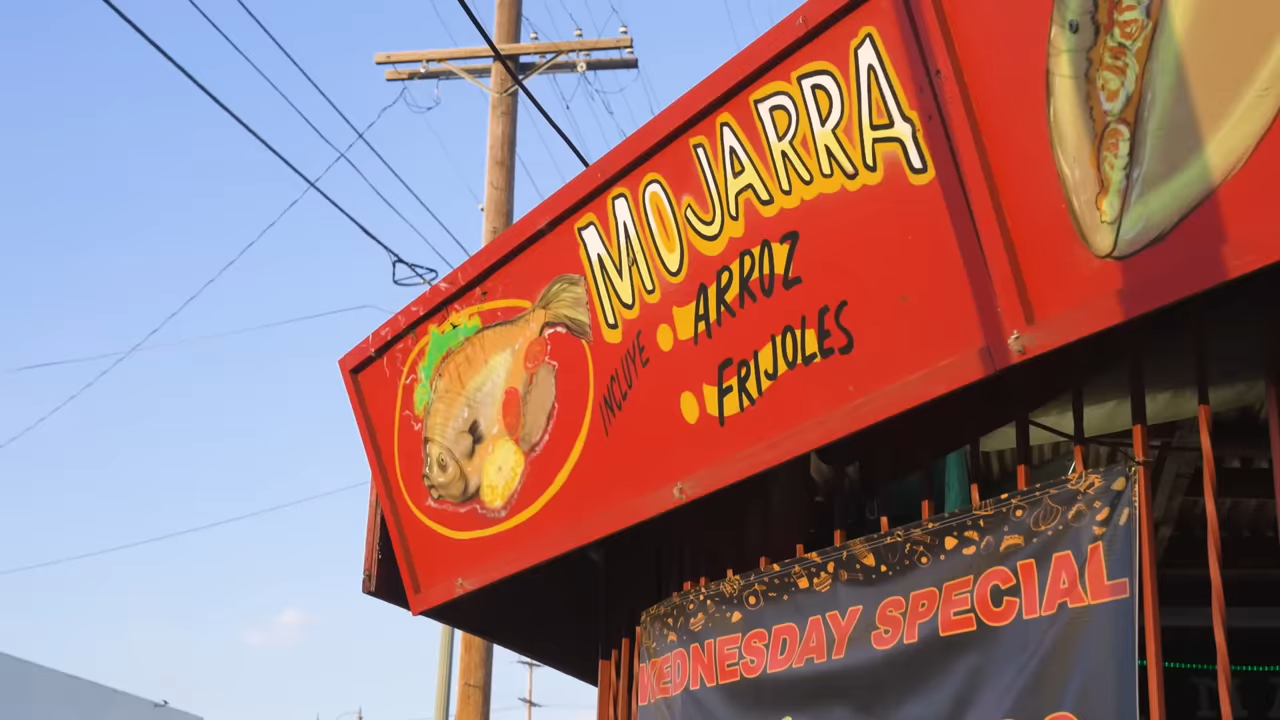 MOJARRA
INCLUYE
• ARROZ
• FRIJOLES
WEDNESDAY SPECIAL